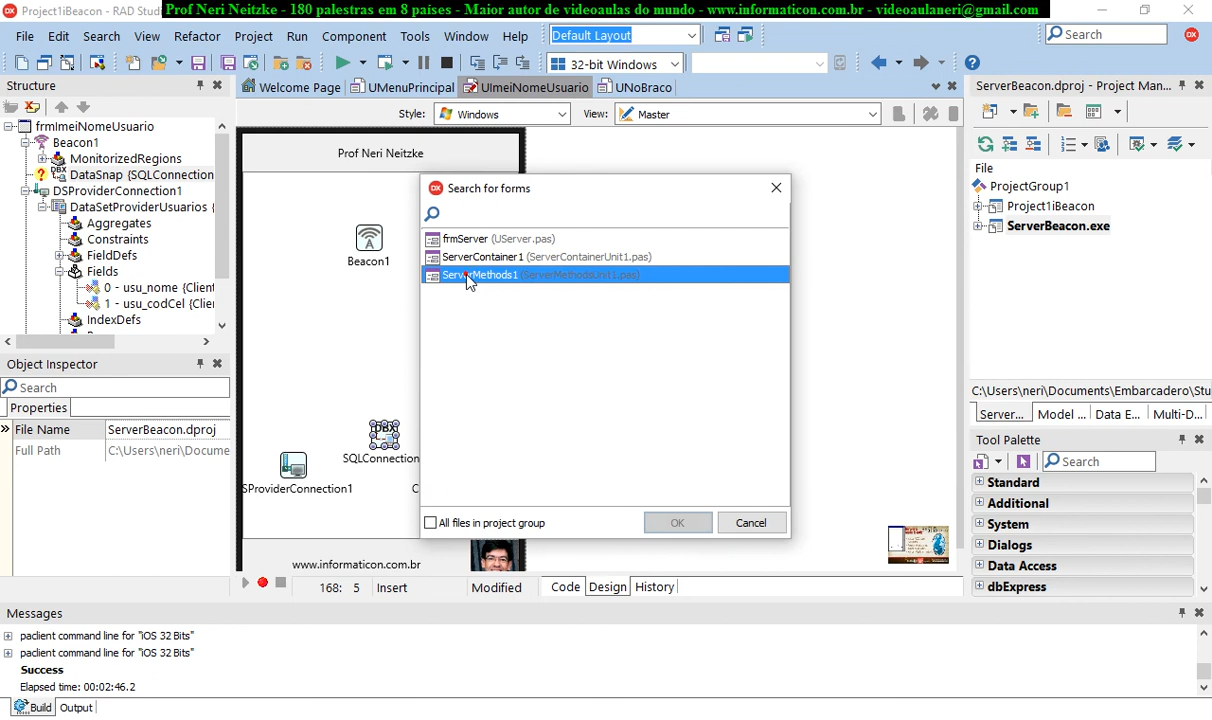 Project1iBeacon - RAD Stud
Prof Neri Neitzke - 180 palestras em 8 países - Maior autor de videoaulas do mundo - www.informaticon.com.br - videoaulaneri@gmail.com
File Edit Search View Refactor Project Run Component Tools Window Help
Default Layout
Search
32-bit Windows
Structure
Welcome Page UMenuPrincipal UImeiNomeUsuario UNoBraco
ServerBeacon.dproj - Project Man...
Style: Windows View: Master
frmImeiNomeUsuario
Beacon1
MonitorizedRegions
DataSnap {SQLConnection
DSProviderConnection1
DataSetProviderUsuarios {
Aggregates
Constraints
FieldDefs
Fields
0 - usu_nome {Client
1 - usu_codCel {Clier
IndexDefs
Prof Neri Neitzke
Beacon1
SQLConnection
SProviderConnection1
C
www.informaticon.com.br
Search for forms
frmServer (UServer.pas)
ServerContainer1 (ServerContainerUnit1.pas)
ServerMethods1 (ServerMethodsUnit1.pas)
All files in project group
OK
Cancel
File
ProjectGroup1
Project1iBeacon
ServerBeacon.exe
C:\Users\neri\Documents\Embarcadero\Stu
Server... Model ... Data E... Multi-D...
Object Inspector
Search
Properties
File Name ServerBeacon.dproj
Full Path C:\Users\neri\Docume
Tool Palette
Search
Standard
Additional
System
Dialogs
Data Access
dbExpress
168: 5 Insert Modified Code Design History
Messages
paclient command line for "iOS 32 Bits"
paclient command line for "iOS 32 Bits"
Success
Elapsed time: 00:02:46.2
Build Output